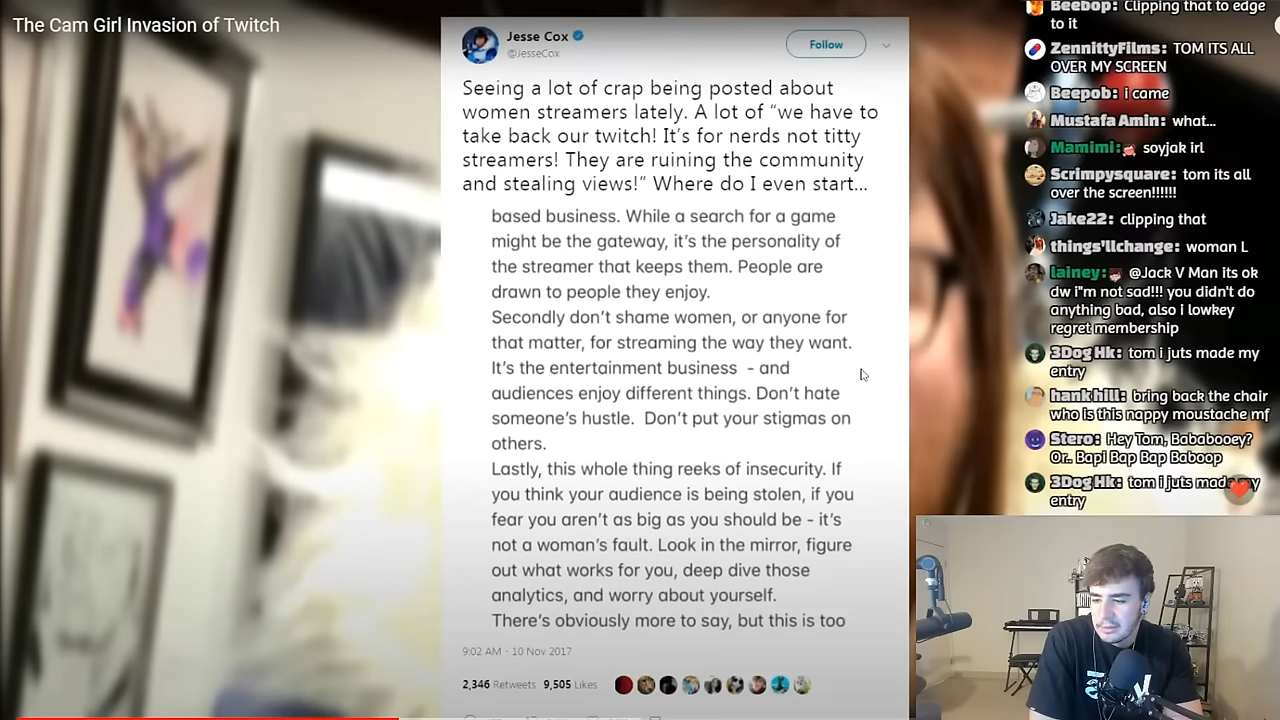 The Cam Girl Invasion of Twitch
Jesse Cox
@JesseCox
Follow
Seeing a lot of crap being posted about
women streamers lately. A lot of “we have to
take back our twitch! It’s for nerds not titty
streamers! They are ruining the community
and stealing views!” Where do I even start...
based business. While a search for a game
might be the gateway, it’s the personality of
the streamer that keeps them. People are
drawn to people they enjoy.
Secondly don’t shame women, or anyone for
that matter, for streaming the way they want.
It’s the entertainment business - and
audiences enjoy different things. Don’t hate
someone’s hustle. Don’t put your stigmas on
others.
Lastly, this whole thing reeks of insecurity. If
you think your audience is being stolen, if you
fear you aren’t as big as you should be - it’s
not a woman’s fault. Look in the mirror, figure
out what works for you, deep dive those
analytics, and worry about yourself.
There’s obviously more to say, but this is too
9:02 AM - 10 Nov 2017
2,346 Retweets 9,505 Likes
Beebop: Clipping that to edge
to it
ZennittyFilms: TOM ITS ALL
OVER MY SCREEN
Beepob: i came
Mustafa Amin: what...
Mamimi: soyjak irl
Scrimpysquare: tom its all
over the screen!!!!!!
Jake22: clipping that
things'llchange: woman L
lainey: @Jack V Man its ok
dw i"m not sad!!! you didn't do
anything bad, also i lowkey
regret membership
3DogHk: tom i juts made my
entry
hankhill: bring back the chair
who is this nappy moustache mf
Stero: Hey Tom, Bababooey?
Or.. Bapi Bap Bap Baboop
3DogHk: tom i juts made my
entry